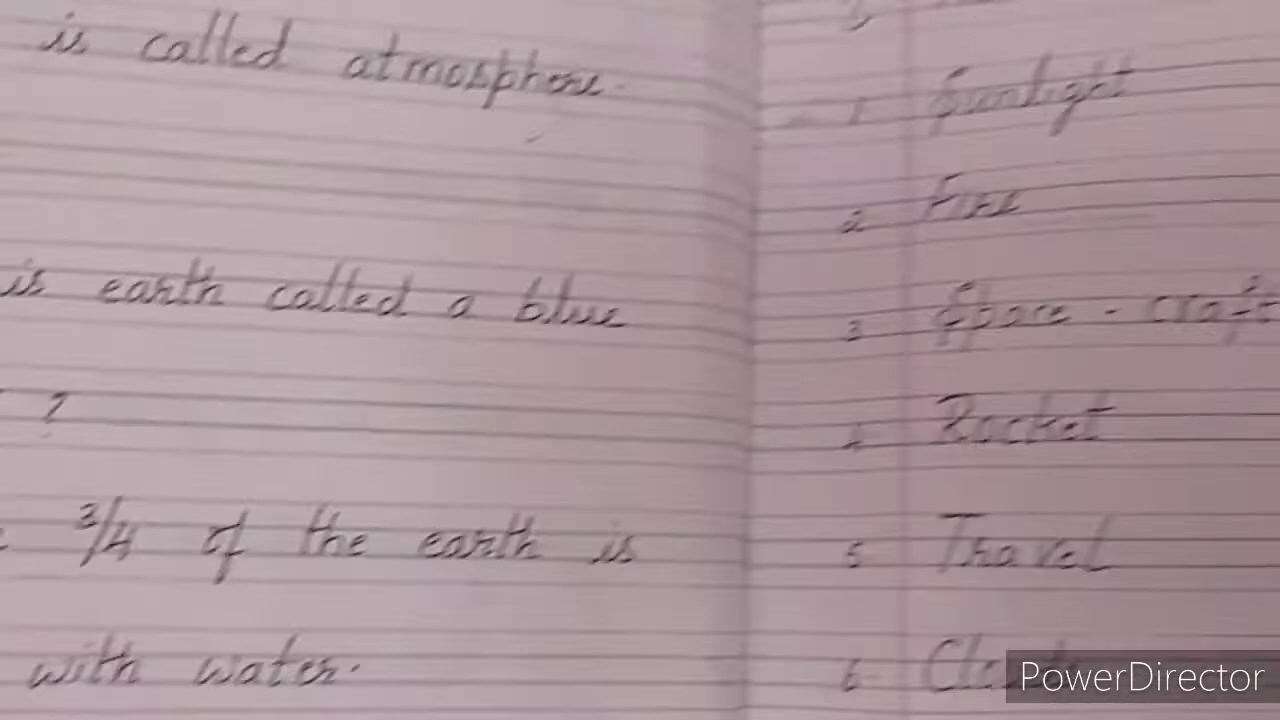 is called atmosphere.
is earth called a blue
?
3/4 of the earth is
with water.
1 Sunlight
2 Fire
3 Space - craft
4 Rocket
5 Travel
6
PowerDirector